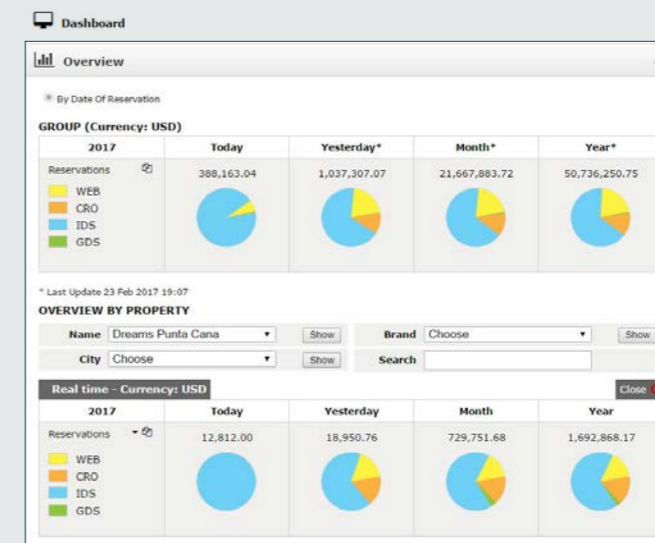 Dashboard
Overview
By Date Of Reservation
GROUP (Currency: USD)
2017 Today Yesterday* Month* Year*
Reservations 388,163.04 1,037,307.07 21,667,883.72 50,736,250.75
WEB
CRO
IDS
GDS
* Last Update 23 Feb 2017 19:07
OVERVIEW BY PROPERTY
Name Dreams Punta Cana Show Brand Choose Show
City Choose Show Search
Real time - Currency: USD Close
2017 Today Yesterday Month Year
Reservations 12,812.00 18,950.76 729,751.68 1,692,868.17
WEB
CRO
IDS
GDS